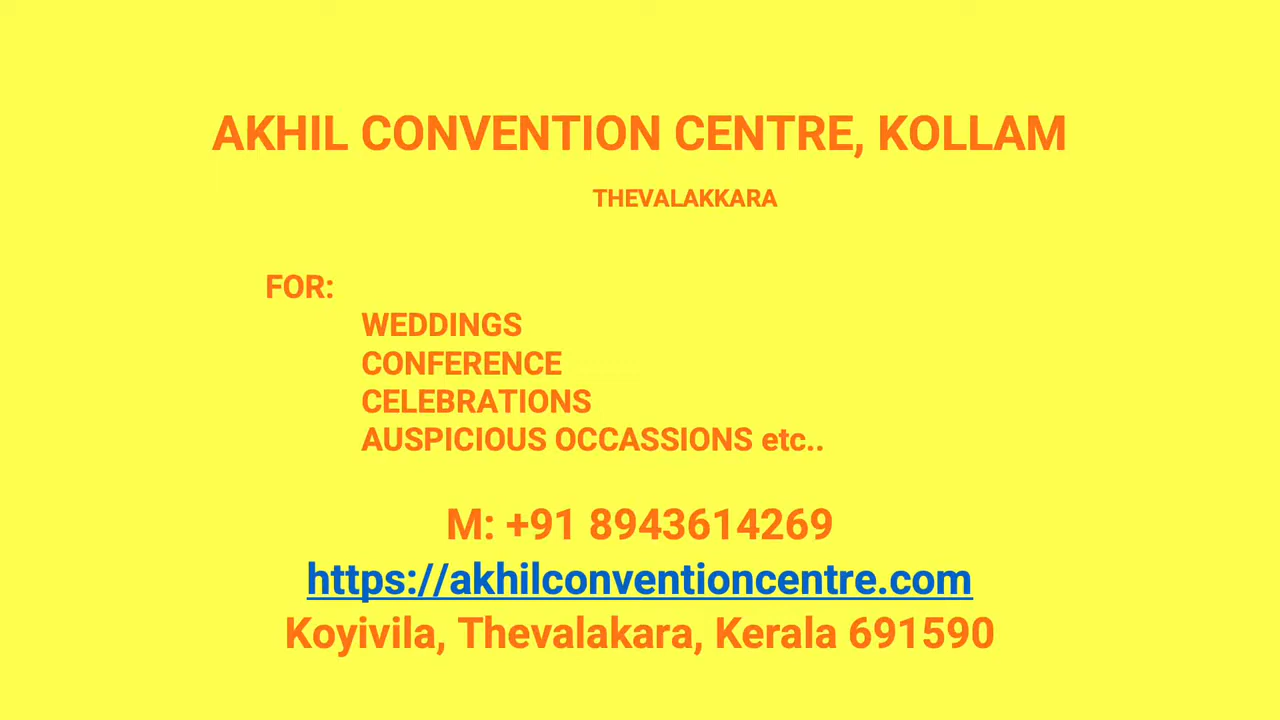 AKHIL CONVENTION CENTRE, KOLLAM
THEVALAKKARA
FOR:
WEDDINGS
CONFERENCE
CELEBRATIONS
AUSPICIOUS OCCASSIONS etc..
M: +91 8943614269
https://akhilconventioncentre.com
Koyivila, Thevalakara, Kerala 691590